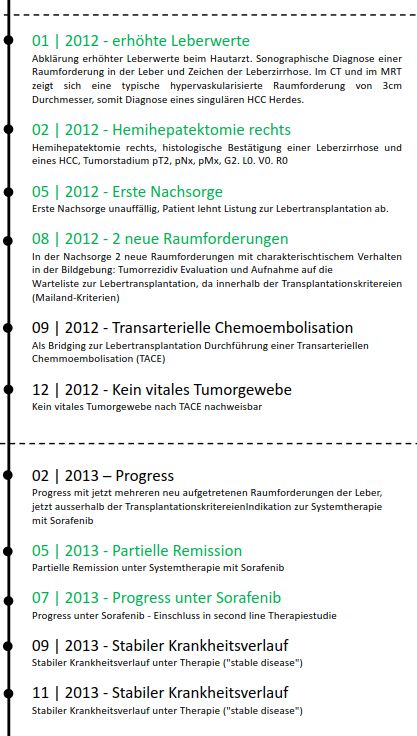 01 | 2012 - erhöhte Leberwerte
Abklärung erhöhter Leberwerte beim Hautarzt. Sonographische Diagnose einer
Raumforderung in der Leber und Zeichen der Leberzirrhose. Im CT und im MRT
zeigt sich eine typische hypervaskularisierte Raumforderung von 3cm
Durchmesser, somit Diagnose eines singulären HCC Herdes.
02 | 2012 - Hemihepatektomie rechts
Hemihepatektomie rechts, histologische Bestätigung einer Leberzirrhose und
eines HCC, Tumorstadium pT2, pNx, pMx, G2. L0. V0. R0
05 | 2012 - Erste Nachsorge
Erste Nachsorge unauffällig, Patient lehnt Listung zur Lebertransplantation ab.
08 | 2012 - 2 neue Raumforderungen
In der Nachsorge 2 neue Raumforderungen mit charakterischtischem Verhalten
in der Bildgebung: Tumorrezidiv Evaluation und Aufnahme auf die
Warteliste zur Lebertransplantation, da innerhalb der Transplantationskritereien
(Mailand-Kriterien)
09 | 2012 - Transarterielle Chemoembolisation
Als Bridging zur Lebertransplantation Durchführung einer Transarteriellen
Chemmoembolisation (TACE)
12 | 2012 - Kein vitales Tumorgewebe
Kein vitales Tumorgewebe nach TACE nachweisbar
02 | 2013 – Progress
Progress mit jetzt mehreren neu aufgetretenen Raumforderungen der Leber,
jetzt ausserhalb der TransplantationskritereienIndikation zur Systemtherapie
mit Sorafenib
05 | 2013 - Partielle Remission
Partielle Remission unter Systemtherapie mit Sorafenib
07 | 2013 - Progress unter Sorafenib
Progress unter Sorafenib - Einschluss in second line Therapiestudie
09 | 2013 - Stabiler Krankheitsverlauf
Stabiler Krankheitsverlauf unter Therapie ("stable disease")
11 | 2013 - Stabiler Krankheitsverlauf
Stabiler Krankheitsverlauf unter Therapie ("stable disease")